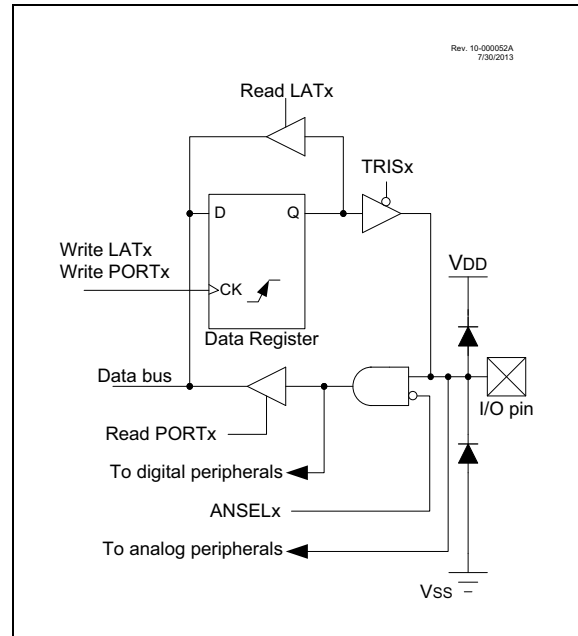 Rev. 10-000052A
7/30/2013
Read LATx
TRISx
D
Q
Write LATx
Write PORTx
CK
VDD
Data Register
Data bus
I/O pin
Read PORTx
To digital peripherals
ANSELx
To analog peripherals
VSS